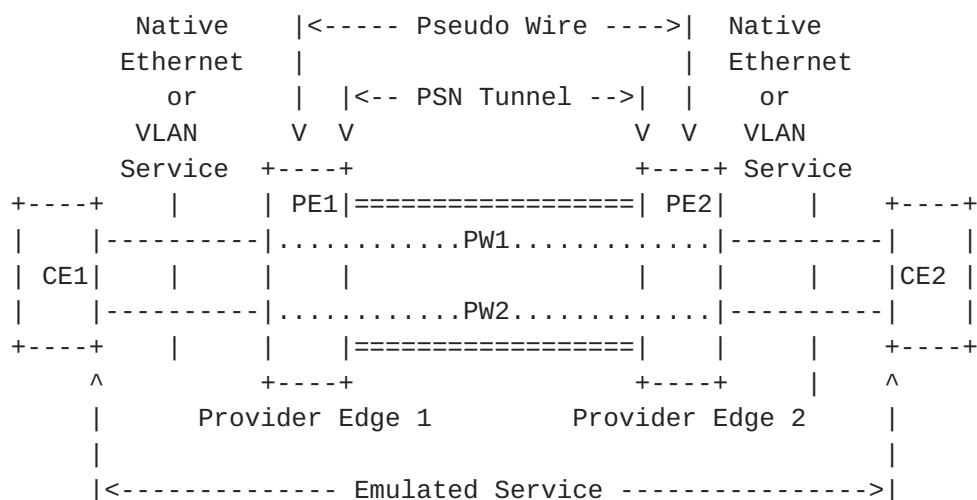 Native |<----- Pseudo Wire ---->| Native
Ethernet | | Ethernet
or | |<-- PSN Tunnel -->| | or
VLAN V V V V VLAN
Service +----+ +----+ Service
+----+ | | PE1|==================| PE2| | +----+
| |----------|............PW1.............|----------| |
| CE1| | | | | | | |CE2 |
| |----------|............PW2.............|----------| |
+----+ | | |==================| | | +----+
^ +----+ +----+ | ^
| Provider Edge 1 Provider Edge 2 |
| |
|<-------------- Emulated Service ---------------->|